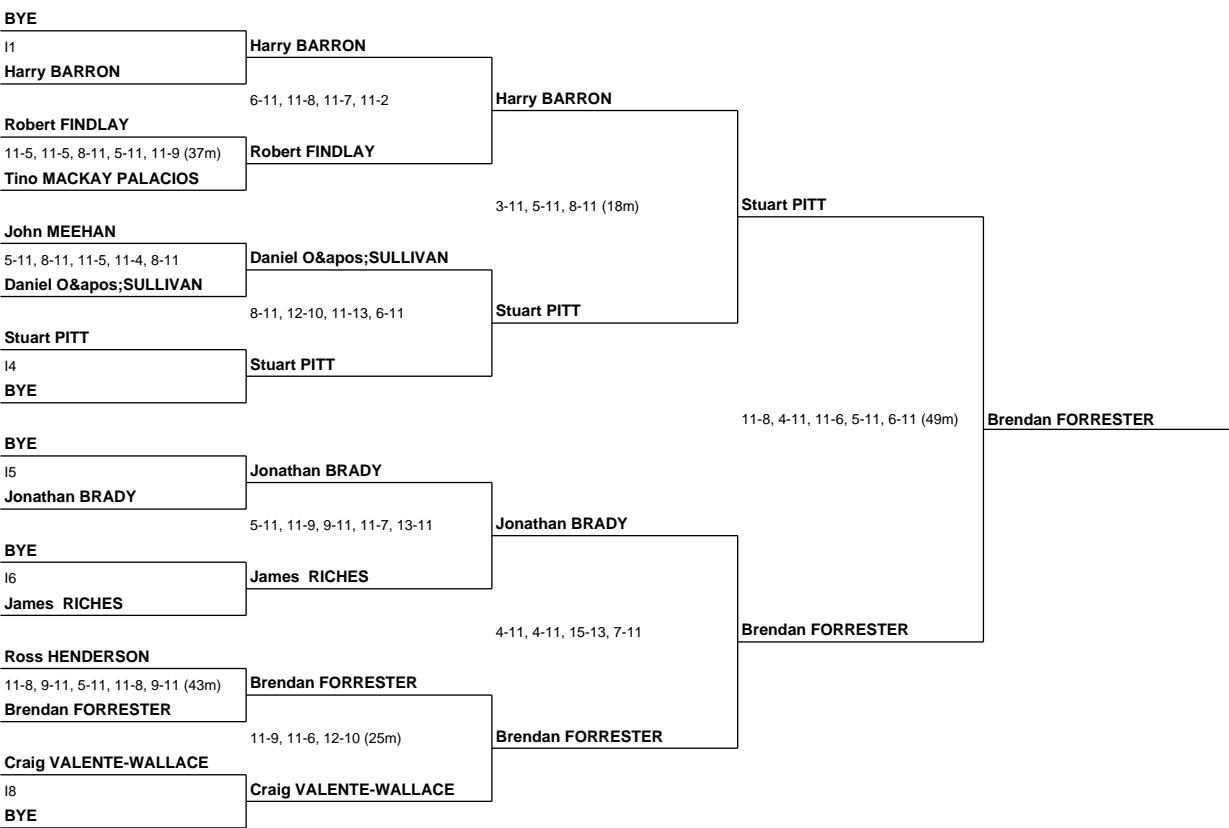 BYE
I1
Harry BARRON
Robert FINDLAY
11-5, 11-5, 8-11, 5-11, 11-9 (37m)
Tino MACKAY PALACIOS
John MEEHAN
5-11, 8-11, 11-5, 11-4, 8-11
Daniel O&apos;SULLIVAN
Stuart PITT
I4
BYE
BYE
I5
Jonathan BRADY
BYE
I6
James  RICHES
Ross HENDERSON
11-8, 9-11, 5-11, 11-8, 9-11 (43m)
Brendan FORRESTER
Craig VALENTE-WALLACE
I8
BYE
Harry BARRON
6-11, 11-8, 11-7, 11-2
Robert FINDLAY
Daniel O&apos;SULLIVAN
8-11, 12-10, 11-13, 6-11
Stuart PITT
Jonathan BRADY
5-11, 11-9, 9-11, 11-7, 13-11
James  RICHES
Brendan FORRESTER
11-9, 11-6, 12-10 (25m)
Craig VALENTE-WALLACE
Harry BARRON
3-11, 5-11, 8-11 (18m)
Stuart PITT
Jonathan BRADY
4-11, 4-11, 15-13, 7-11
Brendan FORRESTER
Stuart PITT
11-8, 4-11, 11-6, 5-11, 6-11 (49m)
Brendan FORRESTER
Brendan FORRESTER